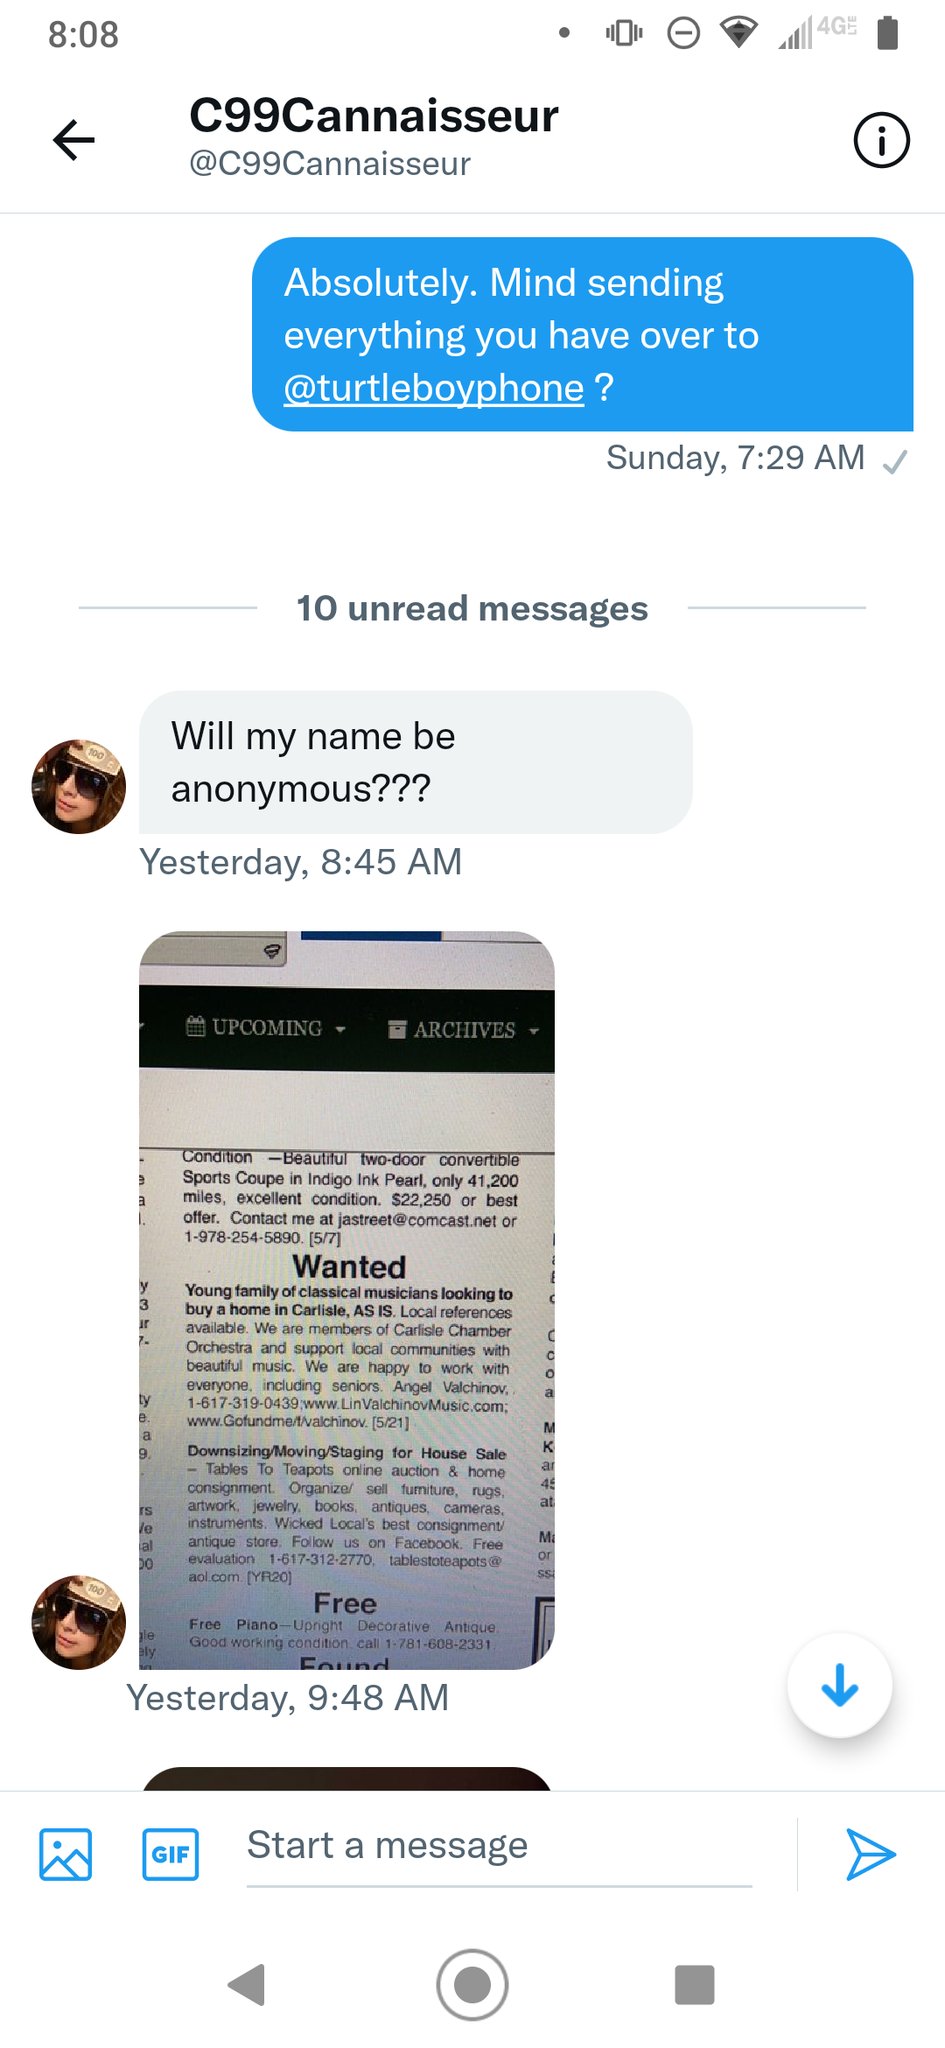 8:08
4G LTE
C99Cannaisseur
@C99Cannaisseur
Absolutely. Mind sending
everything you have over to
@turtleboyphone ?
Sunday, 7:29 AM
10 unread messages
Will my name be
anonymous???
Yesterday, 8:45 AM
UPCOMING
ARCHIVES
Condition —Beautiful two-door convertible
Sports Coupe in Indigo Ink Pearl, only 41,200
miles, excellent condition. $22,250 or best
offer. Contact me at jastreet@comcast.net or
1-978-254-5890. [5/7]
Wanted
Young family of classical musicians looking to
buy a home in Carlisle, AS IS. Local references
available. We are members of Carlisle Chamber
Orchestra and support local communities with
beautiful music. We are happy to work with
everyone, including seniors. Angel Valchinov,
1-617-319-0439;www.LinValchinovMusic.com;
www.Gofundme/f/valchinov. [5/21]
Downsizing/Moving/Staging for House Sale
– Tables To Teapots online auction & home
consignment. Organize/ sell furniture, rugs,
artwork, jewelry, books, antiques, cameras,
instruments. Wicked Local's best consignment/
antique store. Follow us on Facebook. Free
evaluation 1-617-312-2770, tablestoteapots@
aol.com. [YR20]
Free
Free Piano—Upright Decorative Antique.
Good working condition. call 1-781-608-2331
Found
Yesterday, 9:48 AM
GIF
Start a message